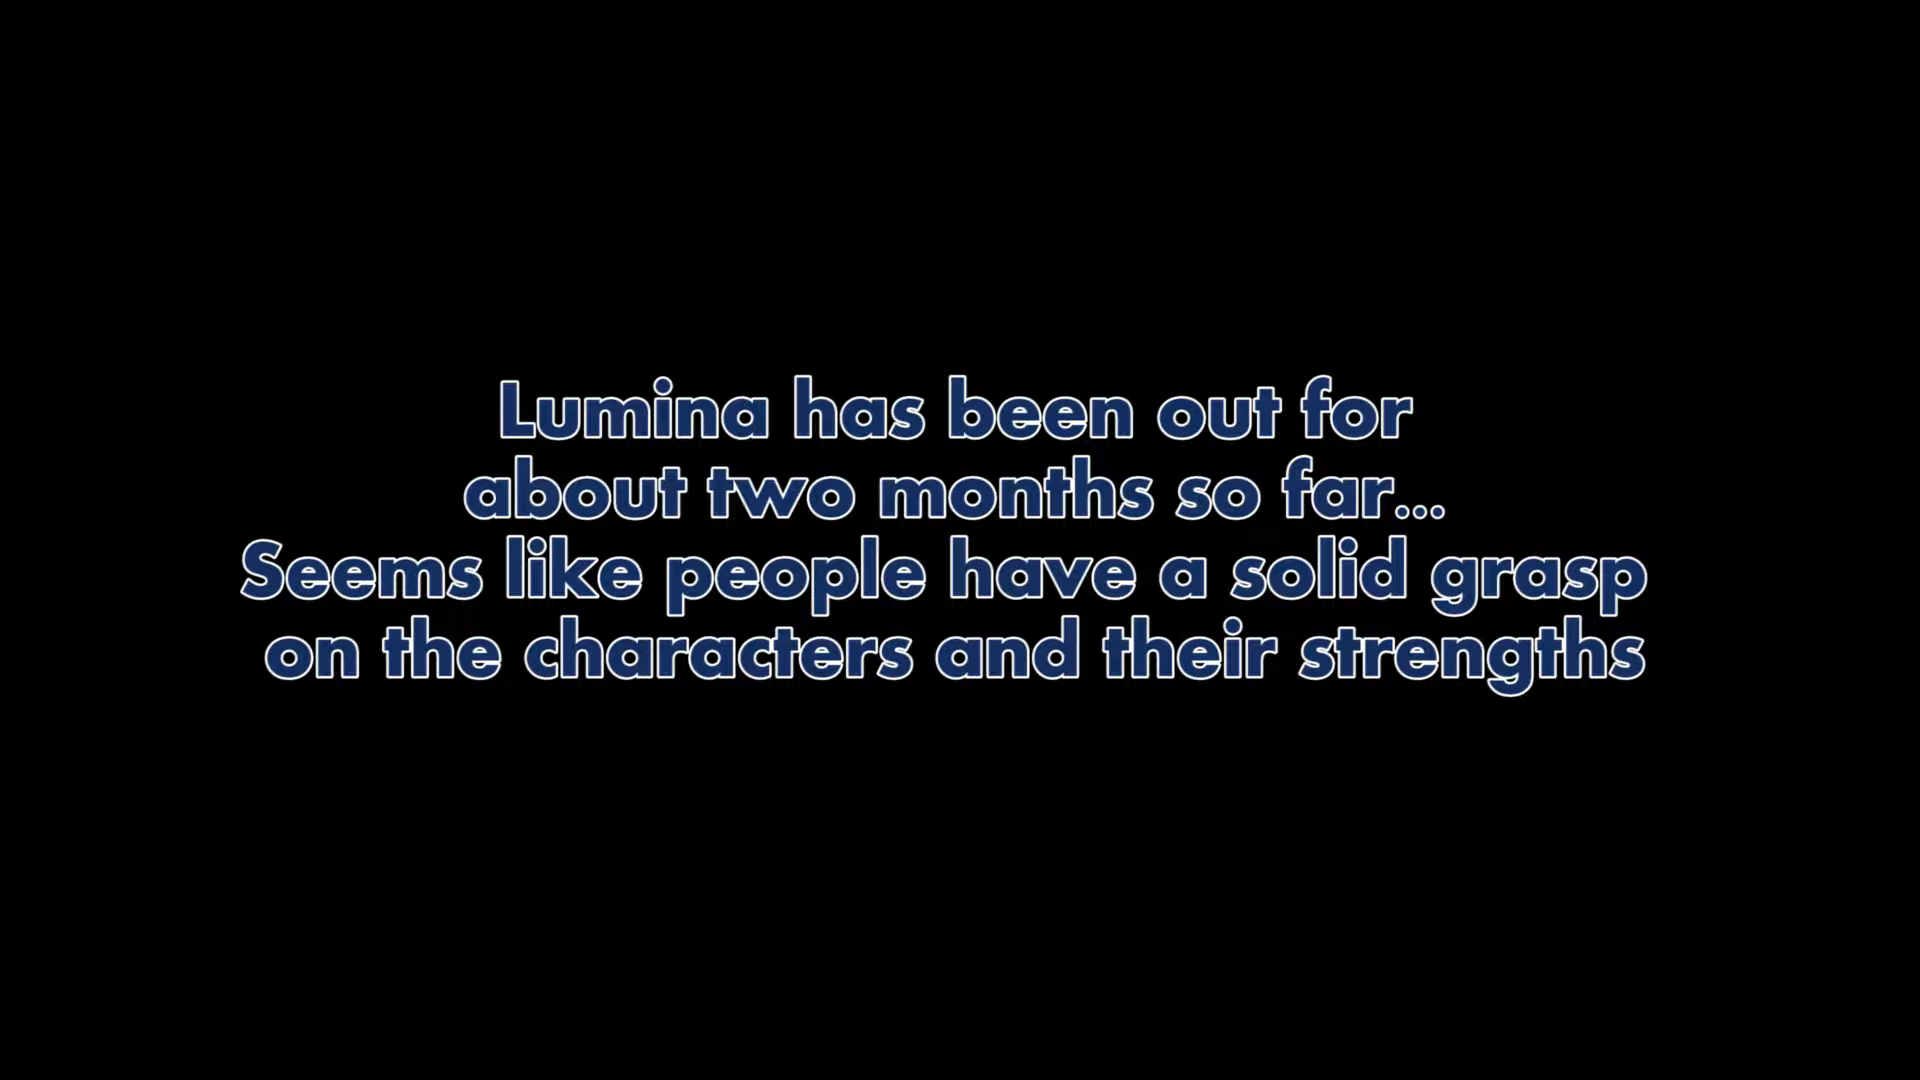 Lumina has been out for
about two months so far...
Seems like people have a solid grasp
on the characters and their strengths